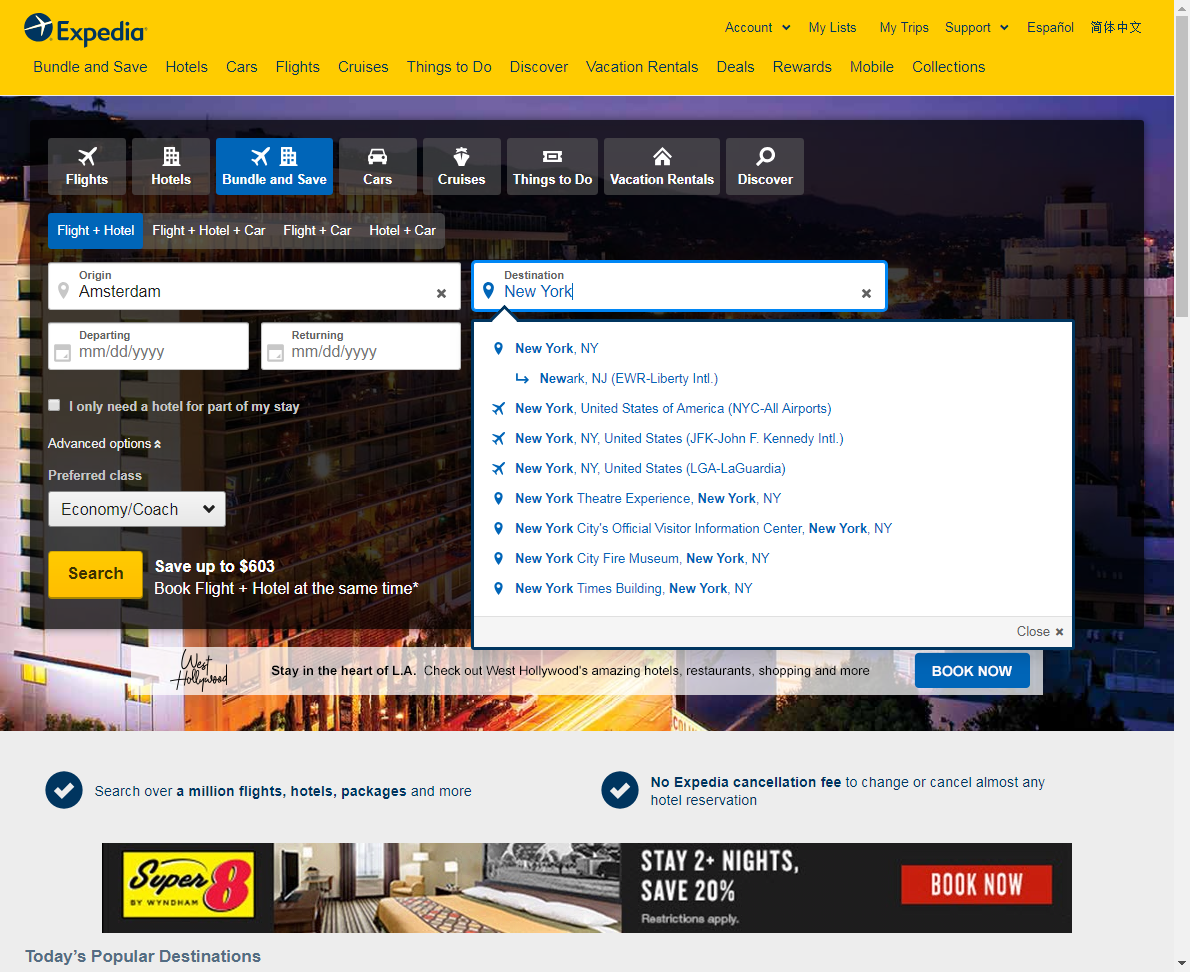 Expedia
Account My Lists My Trips Support Español 简体中文
Bundle and Save Hotels Cars Flights Cruises Things to Do Discover Vacation Rentals Deals Rewards Mobile Collections
Flights Hotels Bundle and Save Cars Cruises Things to Do Vacation Rentals Discover
Flight + Hotel Flight + Hotel + Car Flight + Car Hotel + Car
Origin
Amsterdam
Destination
New York
Departing
mm/dd/yyyy
Returning
mm/dd/yyyy
New York, NY
Newark, NJ (EWR-Liberty Intl.)
New York, United States of America (NYC-All Airports)
New York, NY, United States (JFK-John F. Kennedy Intl.)
New York, NY, United States (LGA-LaGuardia)
New York Theatre Experience, New York, NY
New York City's Official Visitor Information Center, New York, NY
New York City Fire Museum, New York, NY
New York Times Building, New York, NY
Close
I only need a hotel for part of my stay
Advanced options
Preferred class
Economy/Coach
Search
Save up to $603
Book Flight + Hotel at the same time*
West
Hollywood
Stay in the heart of L.A. Check out West Hollywood's amazing hotels, restaurants, shopping and more
BOOK NOW
Search over a million flights, hotels, packages and more
No Expedia cancellation fee to change or cancel almost any
hotel reservation
Super 8
BY WYNDHAM
STAY 2+ NIGHTS,
SAVE 20%
Restrictions apply.
BOOK NOW
Today's Popular Destinations